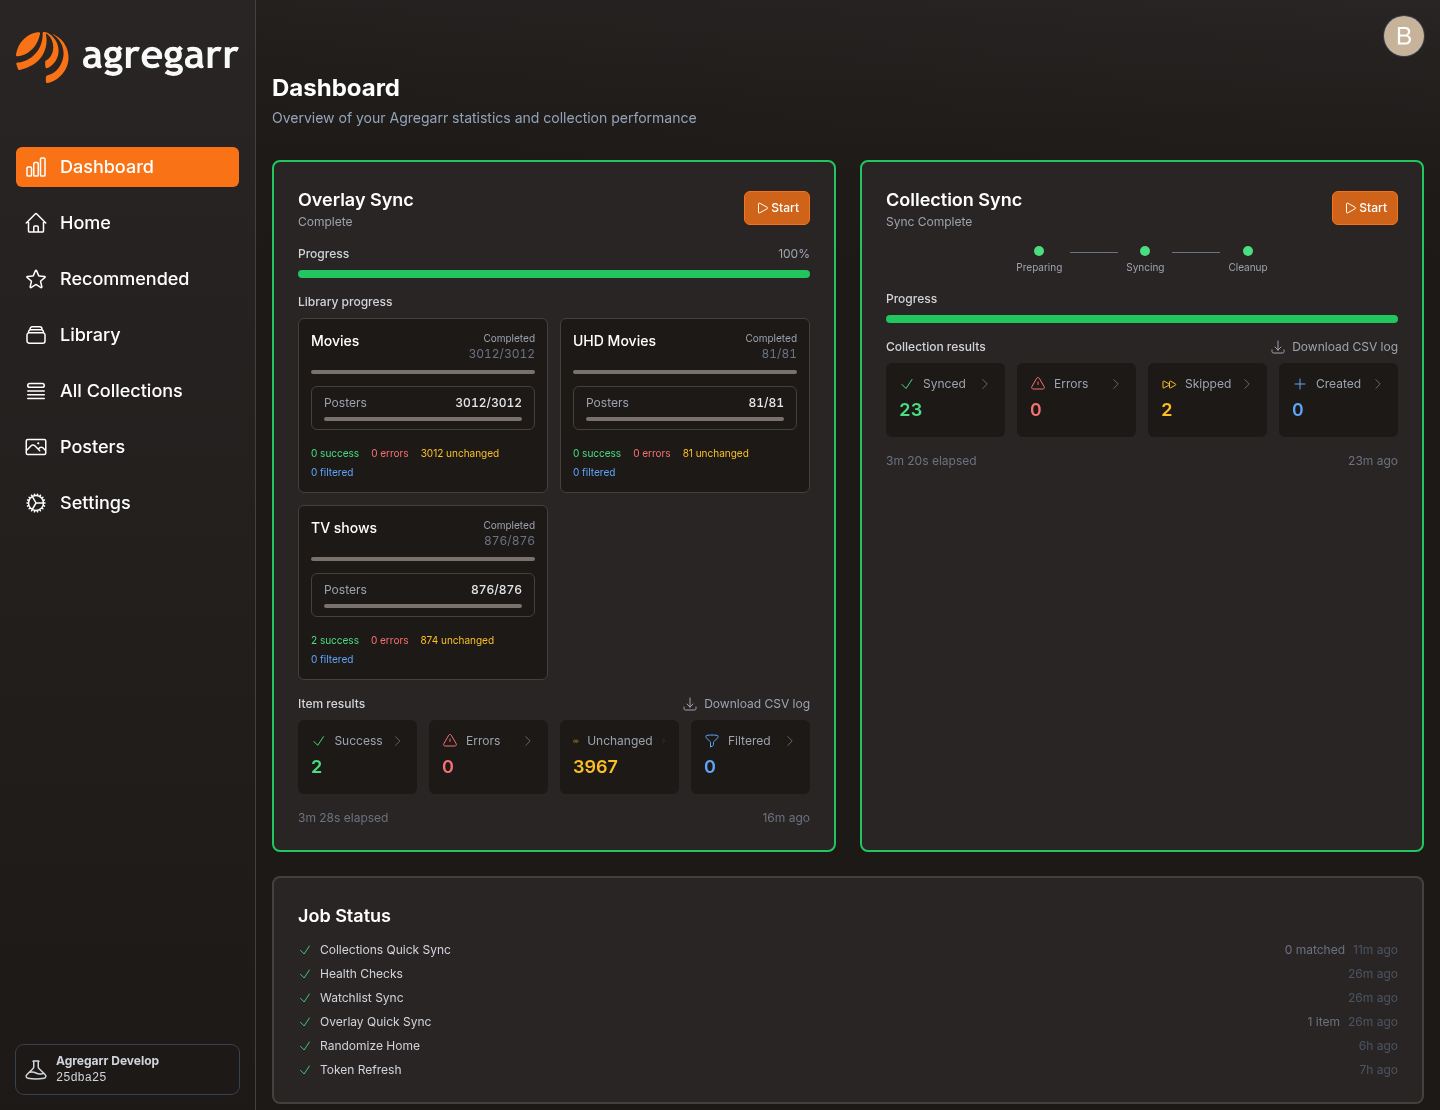 agregarr
Dashboard
Home
Recommended
Library
All Collections
Posters
Settings
Agregarr Develop
25dba25
B
Dashboard
Overview of your Agregarr statistics and collection performance
Overlay Sync
Complete
Start
Progress 100%
Library progress
Movies Completed
3012/3012
Posters 3012/3012
0 success 0 errors 3012 unchanged
0 filtered
UHD Movies Completed
81/81
Posters 81/81
0 success 0 errors 81 unchanged
0 filtered
TV shows Completed
876/876
Posters 876/876
2 success 0 errors 874 unchanged
0 filtered
Item results Download CSV log
Success
2
Errors
0
Unchanged
3967
Filtered
0
3m 28s elapsed 16m ago
Collection Sync
Sync Complete
Start
Preparing Syncing Cleanup
Progress
Collection results Download CSV log
Synced
23
Errors
0
Skipped
2
Created
0
3m 20s elapsed 23m ago
Job Status
Collections Quick Sync 0 matched 11m ago
Health Checks 26m ago
Watchlist Sync 26m ago
Overlay Quick Sync 1 item 26m ago
Randomize Home 6h ago
Token Refresh 7h ago